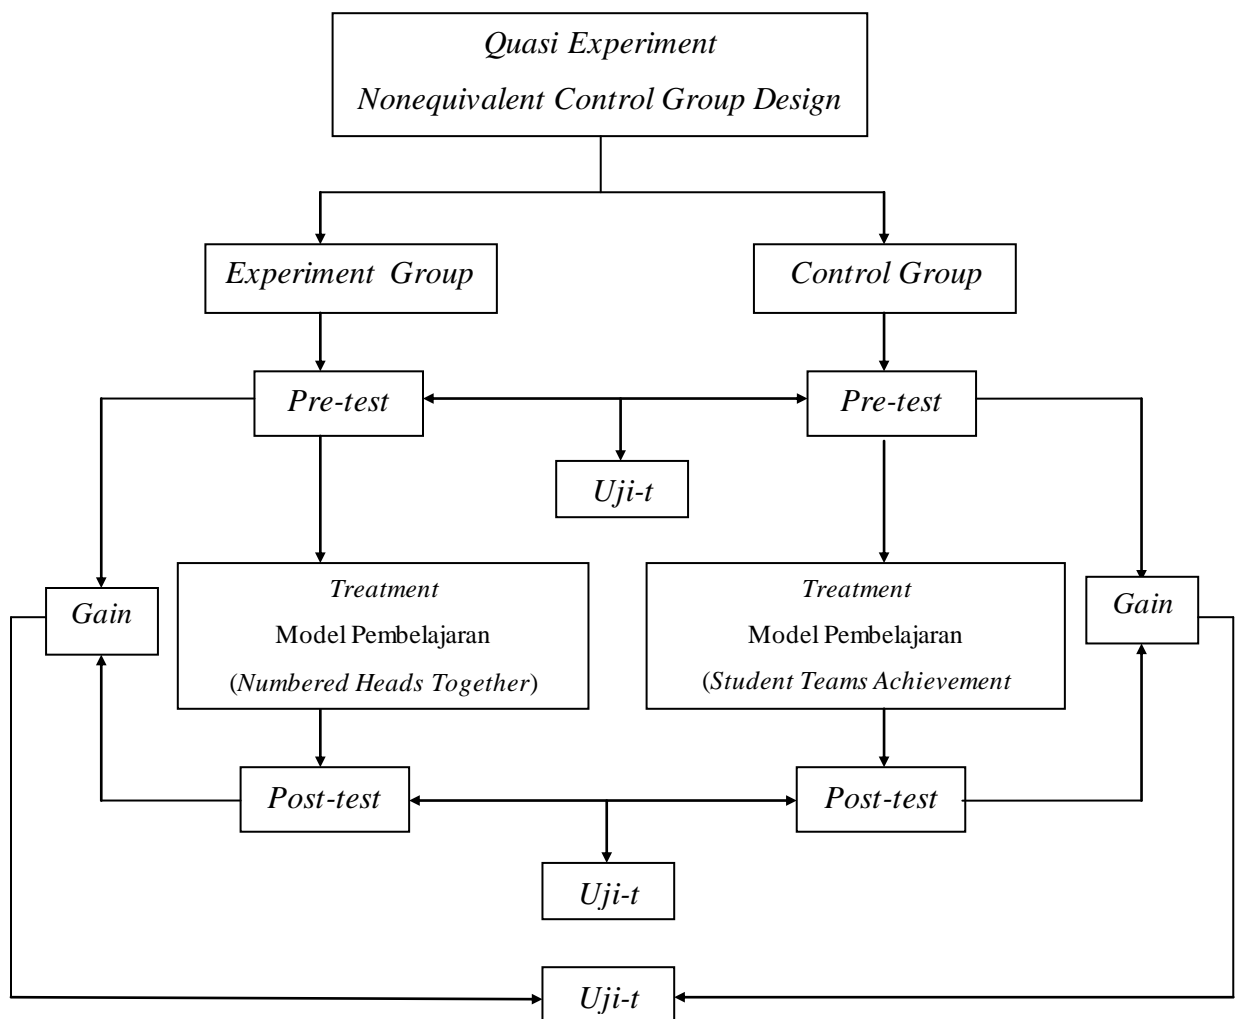 Quasi Experiment
Nonequivalent Control Group Design
Experiment Group
Control Group
Pre-test
Pre-test
Uji-t
Treatment
Model Pembelajaran
(Numbered Heads Together)
Treatment
Model Pembelajaran
(Student Teams Achievement
Gain
Gain
Post-test
Post-test
Uji-t
Uji-t